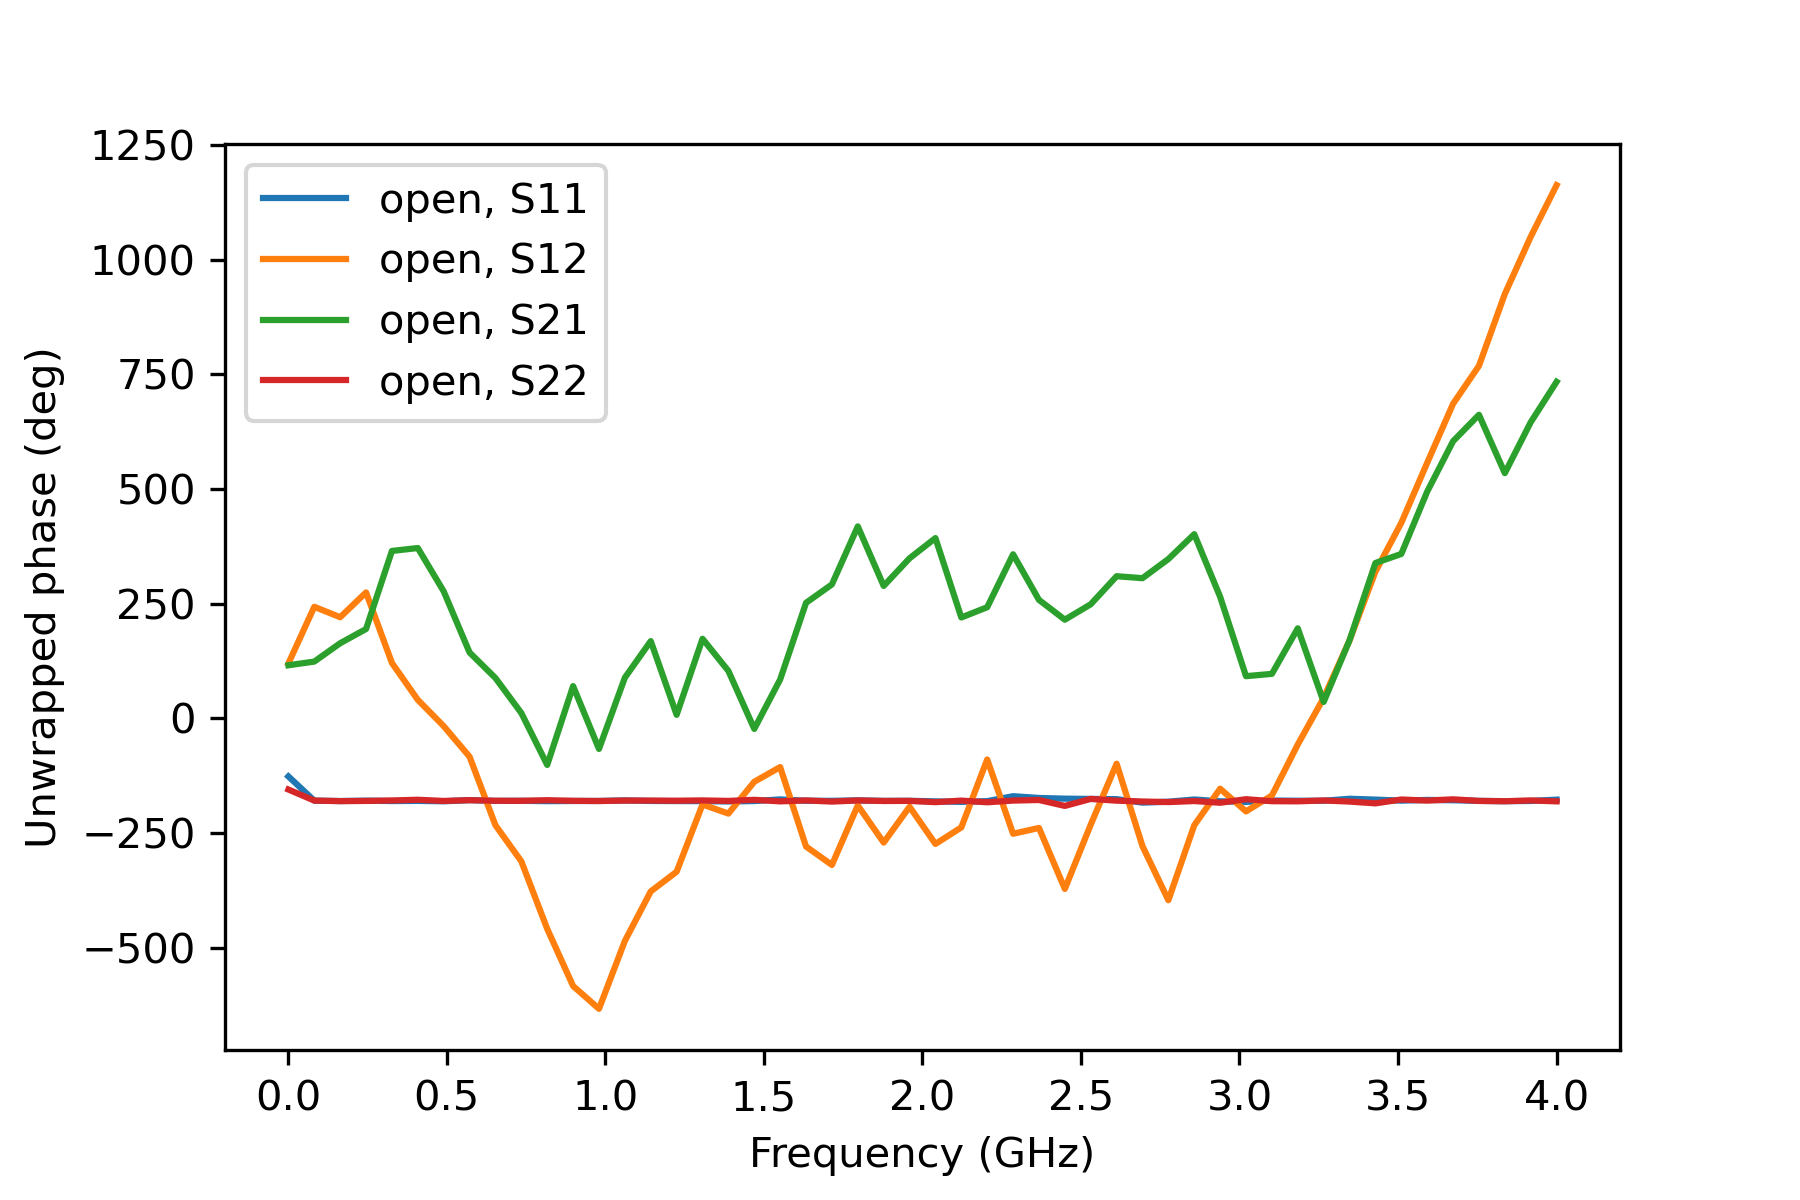 1250
1000
750
500
250
0
−250
−500
Unwrapped phase (deg)
open, S11
open, S12
open, S21
open, S22
0.0 0.5 1.0 1.5 2.0 2.5 3.0 3.5 4.0
Frequency (GHz)